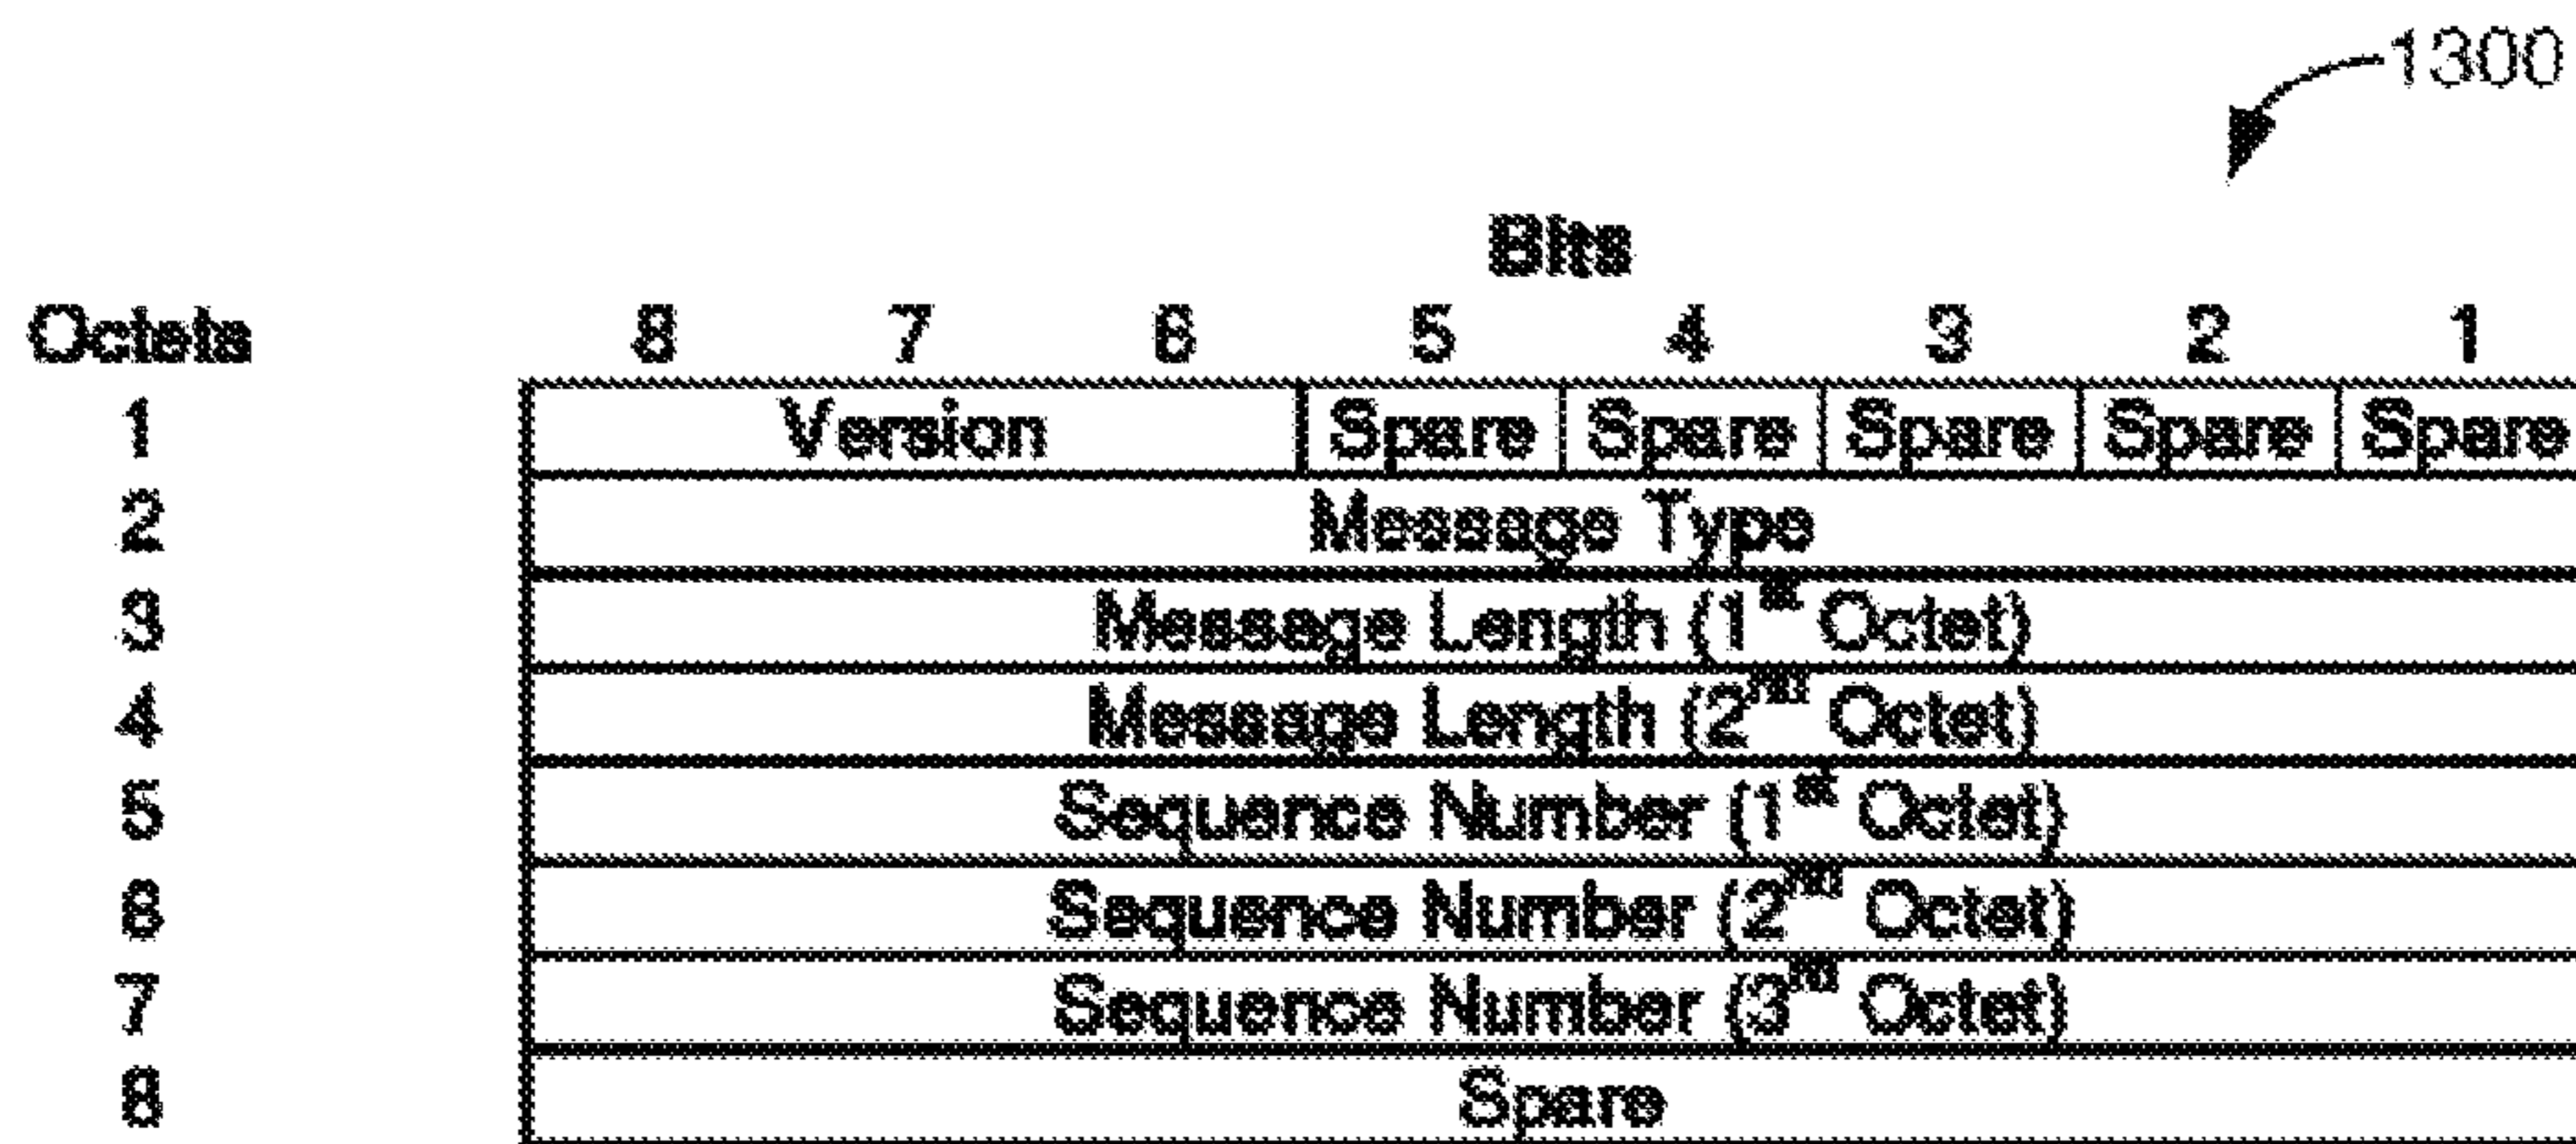 1300
Bits
Octets 8 7 6 5 4 3 2 1
1 Version Spare Spare Spare Spare Spare
2 Message Type
3 Message Length (1st Octet)
4 Message Length (2nd Octet)
5 Sequence Number (1st Octet)
6 Sequence Number (2nd Octet)
7 Sequence Number (3rd Octet)
8 Spare